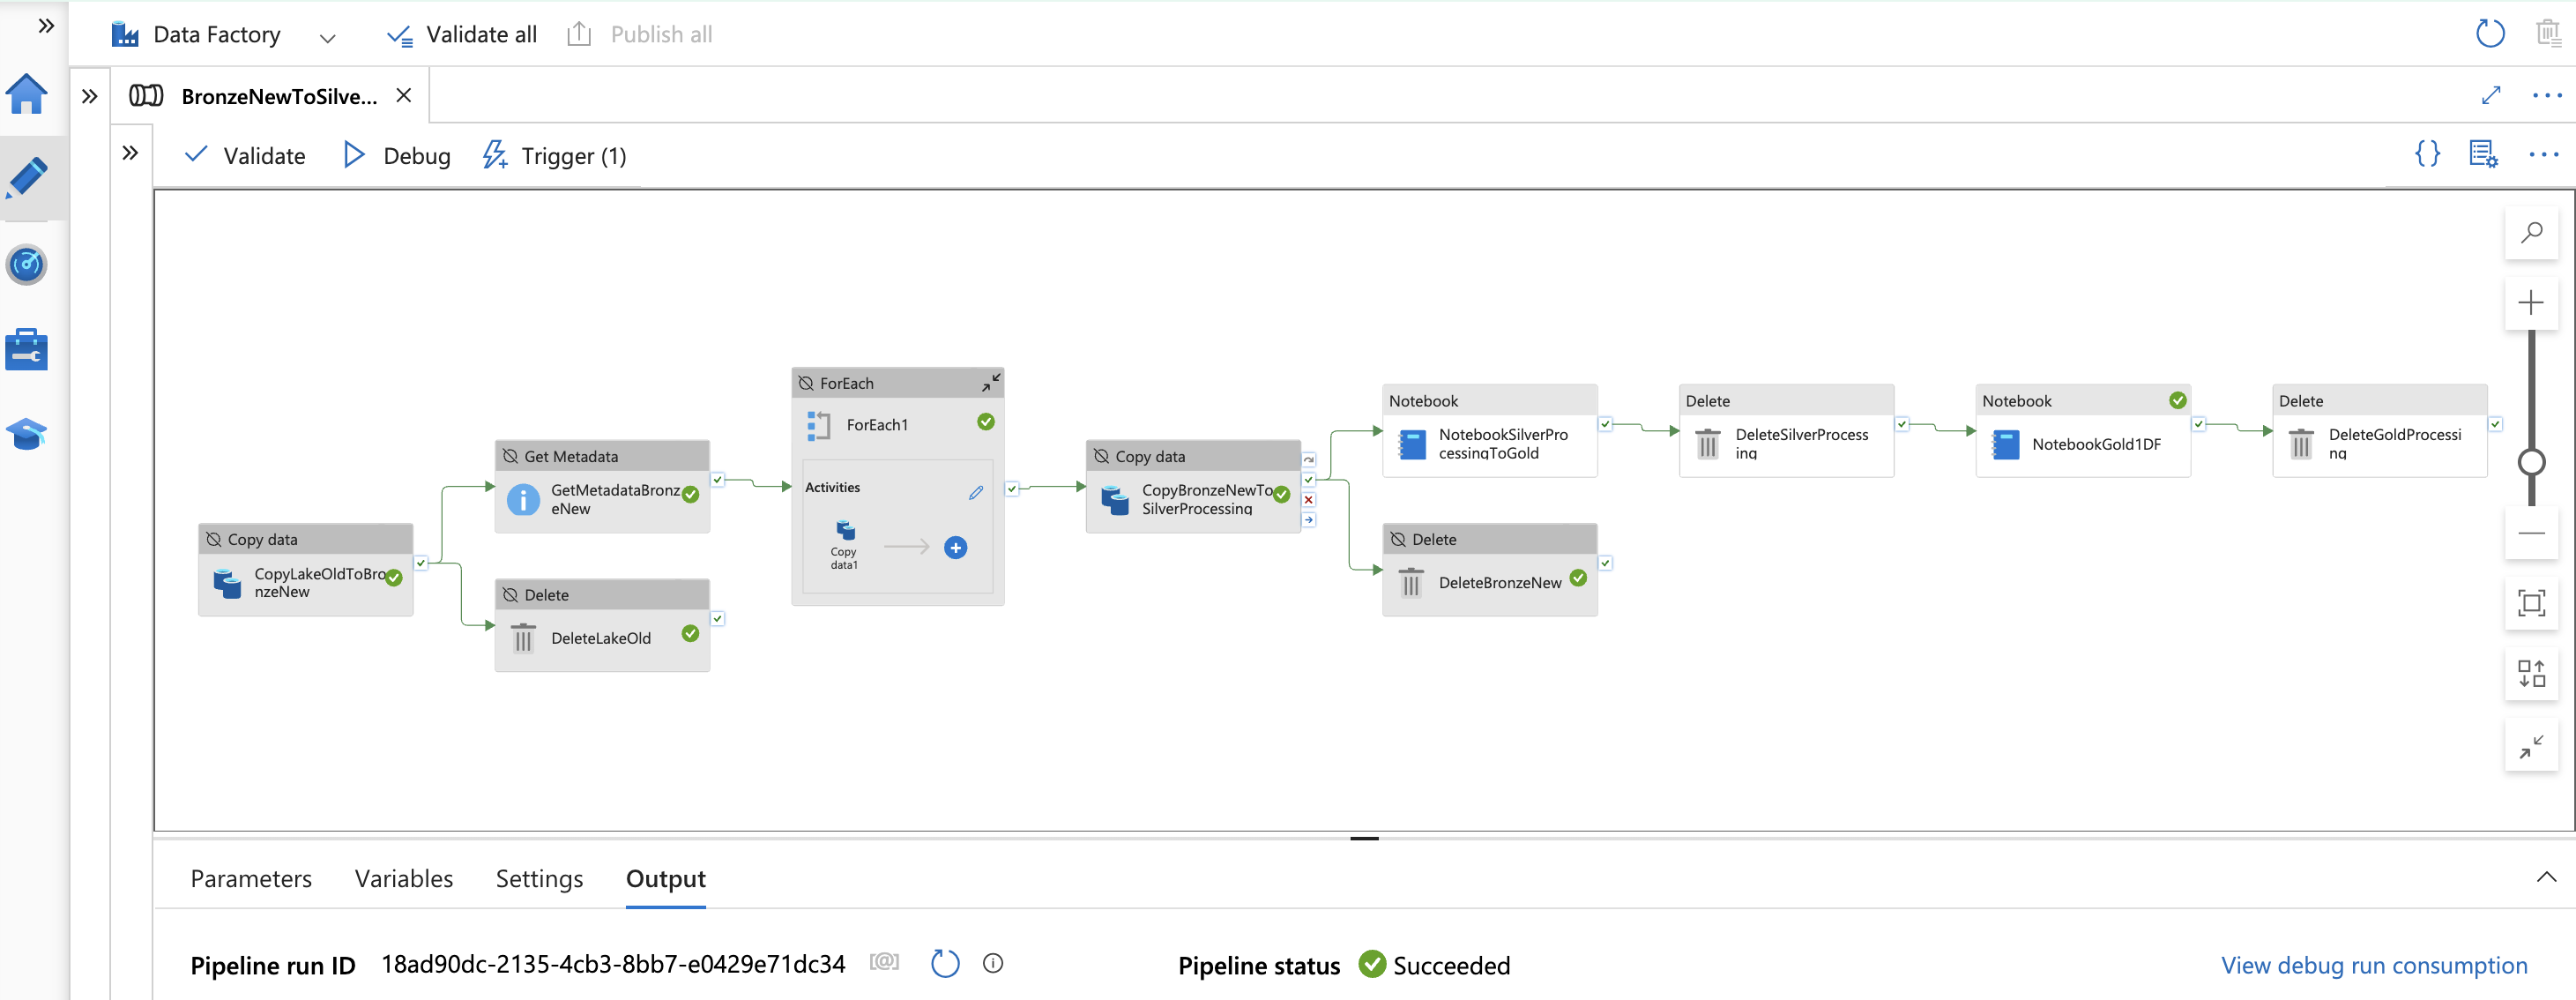 Data Factory
Validate all
Publish all
BronzeNewToSilve...
Validate
Debug
Trigger (1)
Copy data
CopyLakeOldToBro
nzeNew
Get Metadata
GetMetadataBronz
eNew
Delete
DeleteLakeOld
ForEach
ForEach1
Activities
Copy
data1
Copy data
CopyBronzeNewTo
SilverProcessing
Notebook
NotebookSilverPro
cessingToGold
Delete
DeleteBronzeNew
Delete
DeleteSilverProcess
ing
Notebook
NotebookGold1DF
Delete
DeleteGoldProcessi
ng
Parameters
Variables
Settings
Output
Pipeline run ID
18ad90dc-2135-4cb3-8bb7-e0429e71dc34
[@]
Pipeline status
Succeeded
View debug run consumption